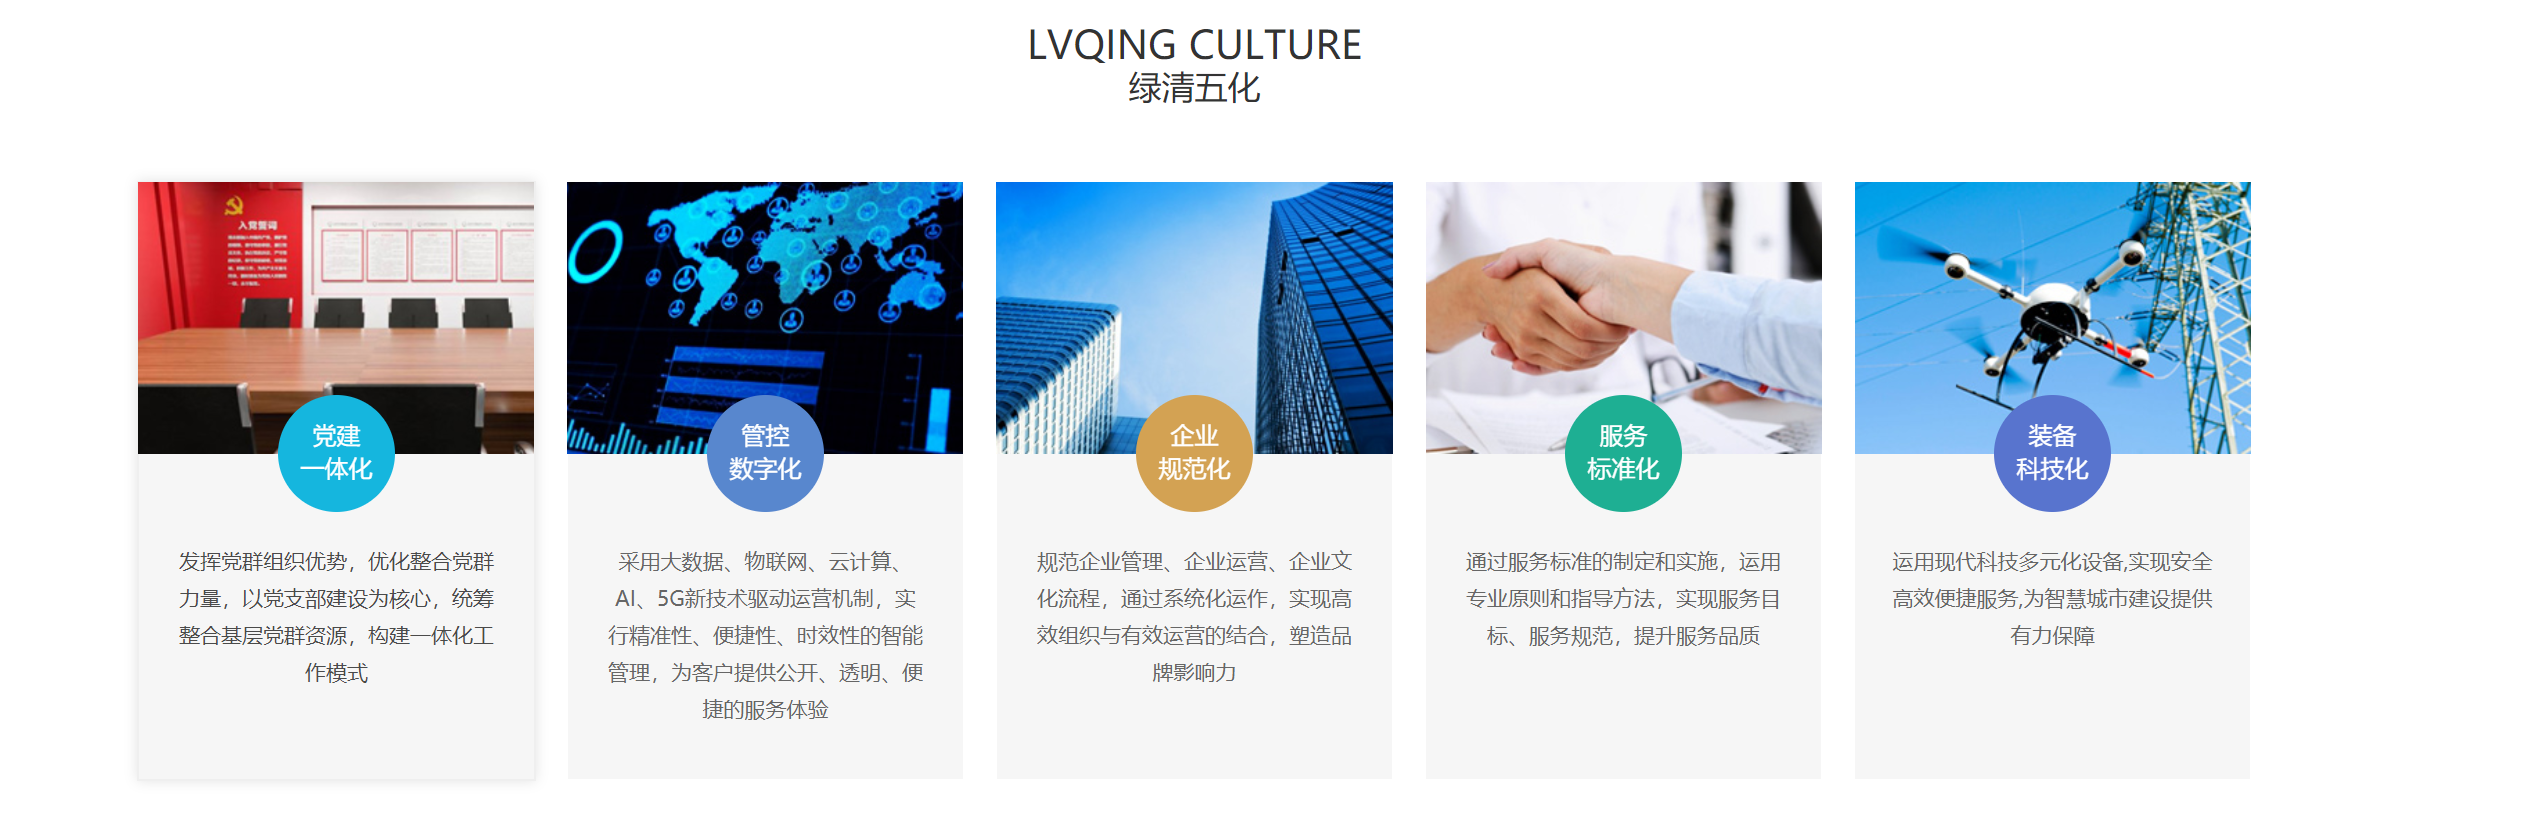 LVQING CULTURE
绿清五化
入党誓词
党建
一体化
发挥党群组织优势，优化整合党群
力量，以党支部建设为核心，统筹
整合基层党群资源，构建一体化工
作模式
管控
数字化
采用大数据、物联网、云计算、
AI、5G新技术驱动运营机制，实
行精准性、便捷性、时效性的智能
管理，为客户提供公开、透明、便
捷的服务体验
企业
规范化
规范企业管理、企业运营、企业文
化流程，通过系统化运作，实现高
效组织与有效运营的结合，塑造品
牌影响力
服务
标准化
通过服务标准的制定和实施，运用
专业原则和指导方法，实现服务目
标、服务规范，提升服务品质
装备
科技化
运用现代科技多元化设备,实现安全
高效便捷服务,为智慧城市建设提供
有力保障